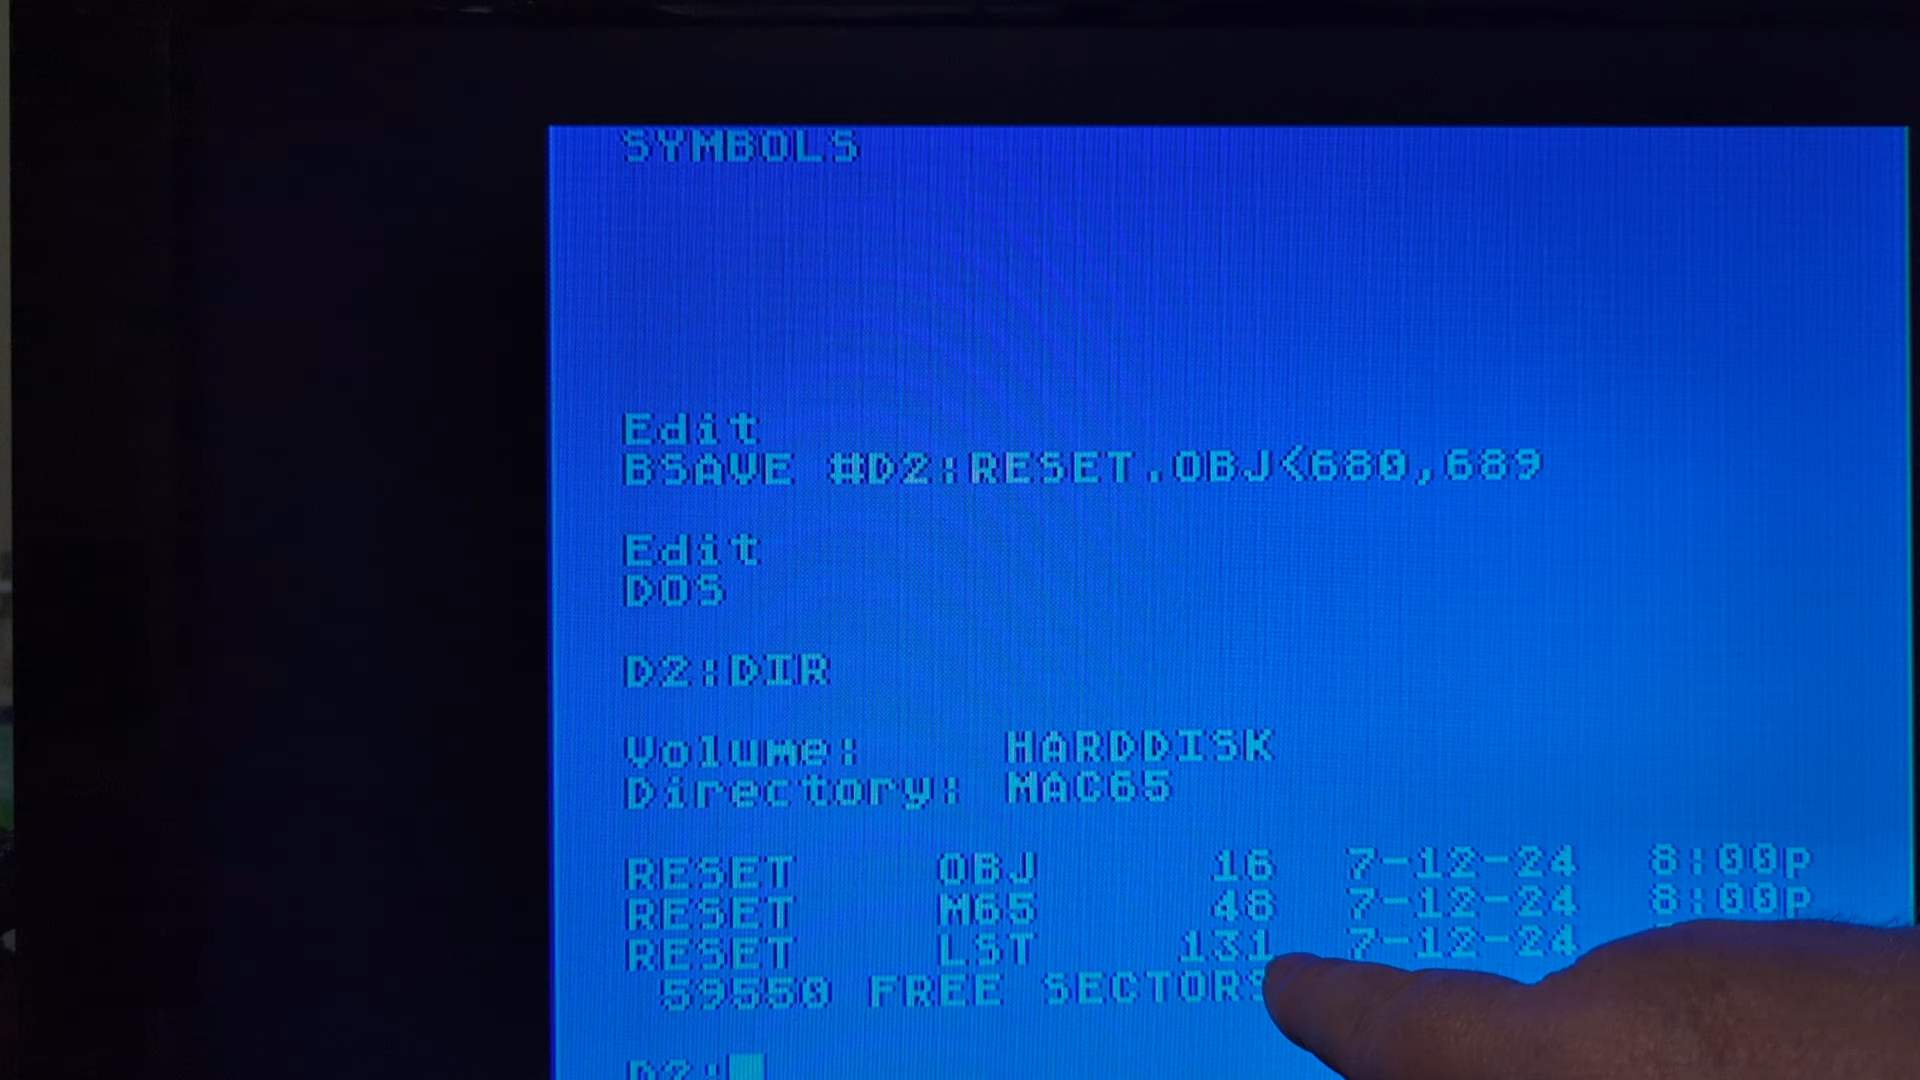 SYMBOLS
Edit
BSAVE #D2:RESET.OBJ<680,689
Edit
DOS
D2:DIR
Volume: HARDDISK
Directory: MAC65
RESET OBJ 16 7-12-24 8:00p
RESET M65 48 7-12-24 8:00p
RESET LST 131 7-12-24
59550 FREE SECTORS
D2: